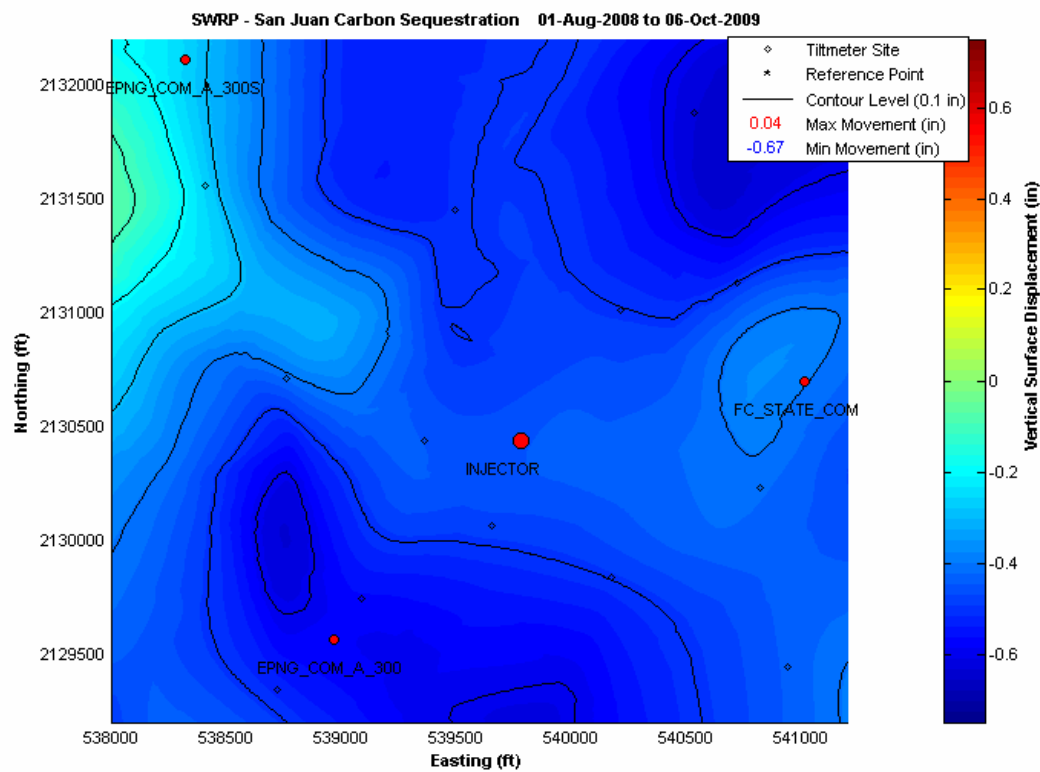 SWRP - San Juan Carbon Sequestration 01-Aug-2008 to 06-Oct-2009
Tiltmeter Site
Reference Point
Contour Level (0.1 in)
0.04 Max Movement (in)
-0.67 Min Movement (in)
EPNG_COM_A_300S
FC_STATE_COM
INJECTOR
EPNG_COM_A_300
2132000
2131500
2131000
2130500
2130000
2129500
Northing (ft)
538000 538500 539000 539500 540000 540500 541000
Easting (ft)
0.6
0.4
0.2
0
-0.2
-0.4
-0.6
Vertical Surface Displacement (in)